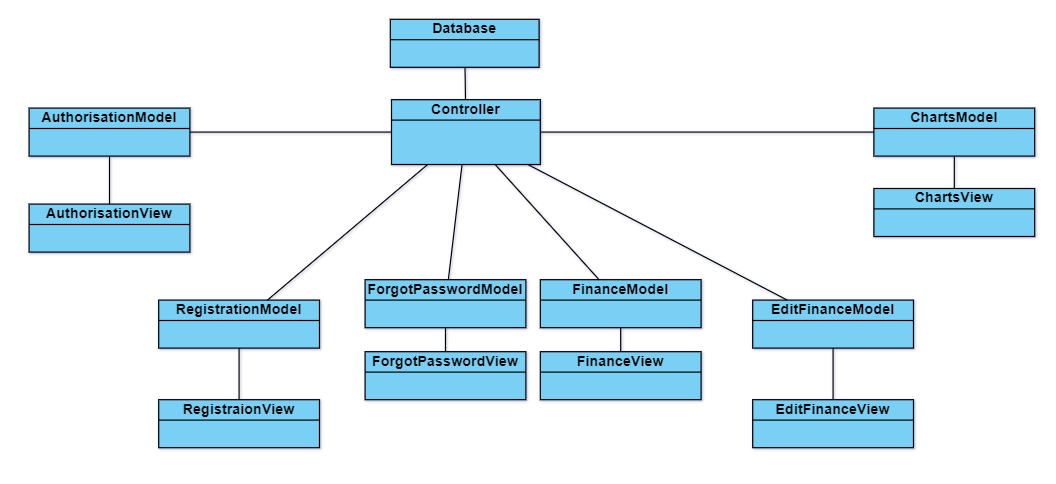 Database
Controller
AuthorisationModel
ChartsModel
AuthorisationView
ChartsView
RegistrationModel
ForgotPasswordModel
FinanceModel
EditFinanceModel
ForgotPasswordView
FinanceView
RegistraionView
EditFinanceView